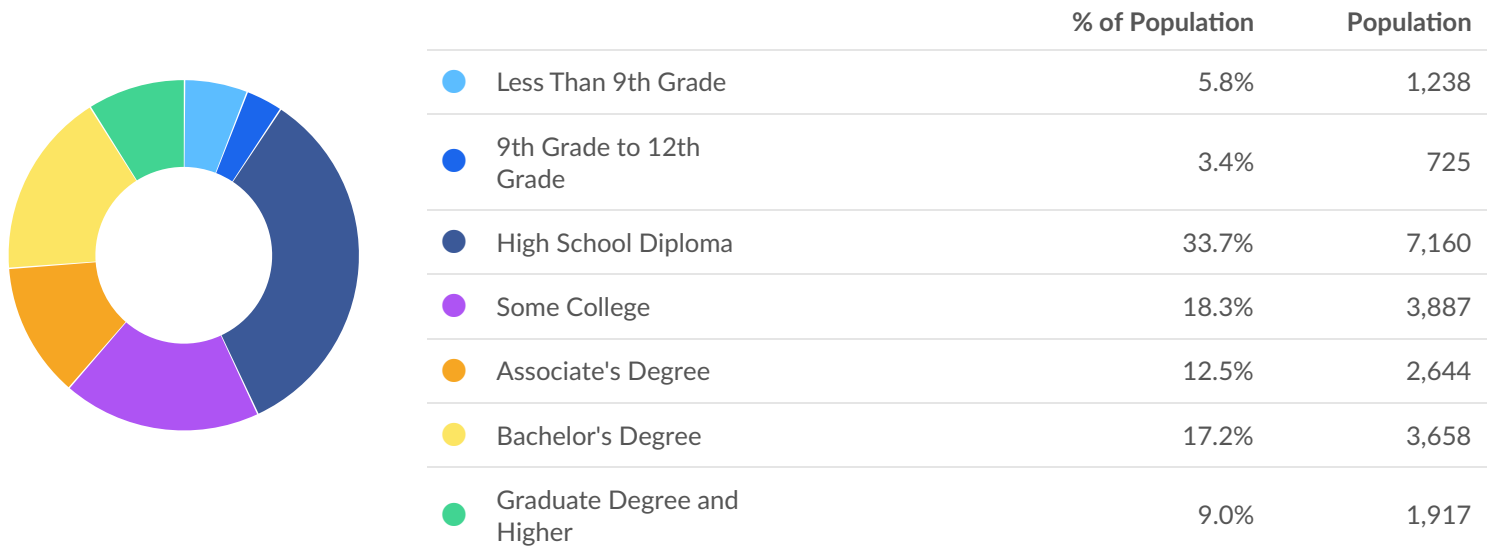 % of Population Population
Less Than 9th Grade 5.8% 1,238
9th Grade to 12th
Grade 3.4% 725
High School Diploma 33.7% 7,160
Some College 18.3% 3,887
Associate's Degree 12.5% 2,644
Bachelor's Degree 17.2% 3,658
Graduate Degree and
Higher 9.0% 1,917